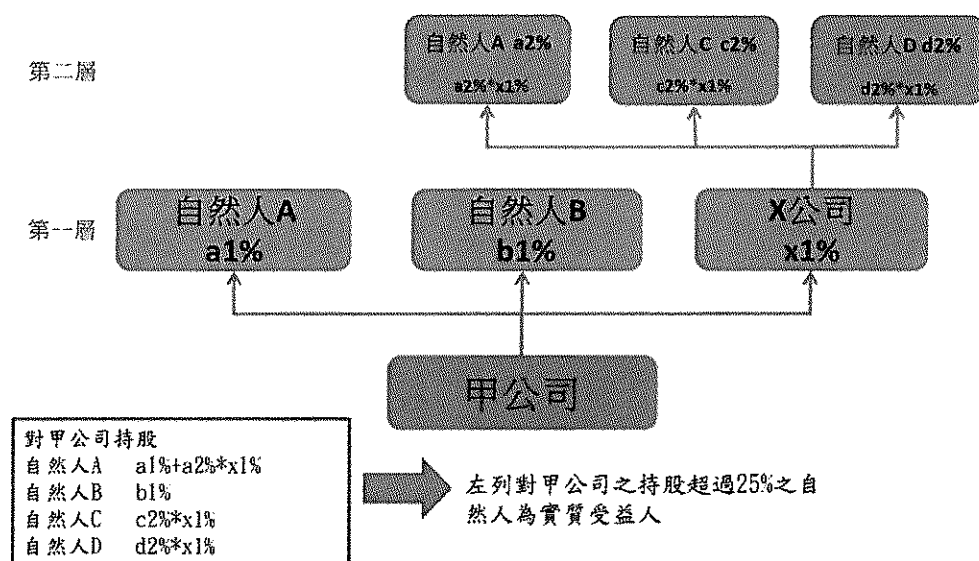 第二層
自然人A a2%
a2%*x1%
自然人C c2%
c2%*x1%
自然人D d2%
d2%*x1%
第一層
自然人A
a1%
自然人B
b1%
X公司
x1%
甲公司
對甲公司持股
自然人A a1%+a2%*x1%
自然人B b1%
自然人C c2%*x1%
自然人D d2%*x1%
左列對甲公司之持股超過25%之自
然人為實質受益人